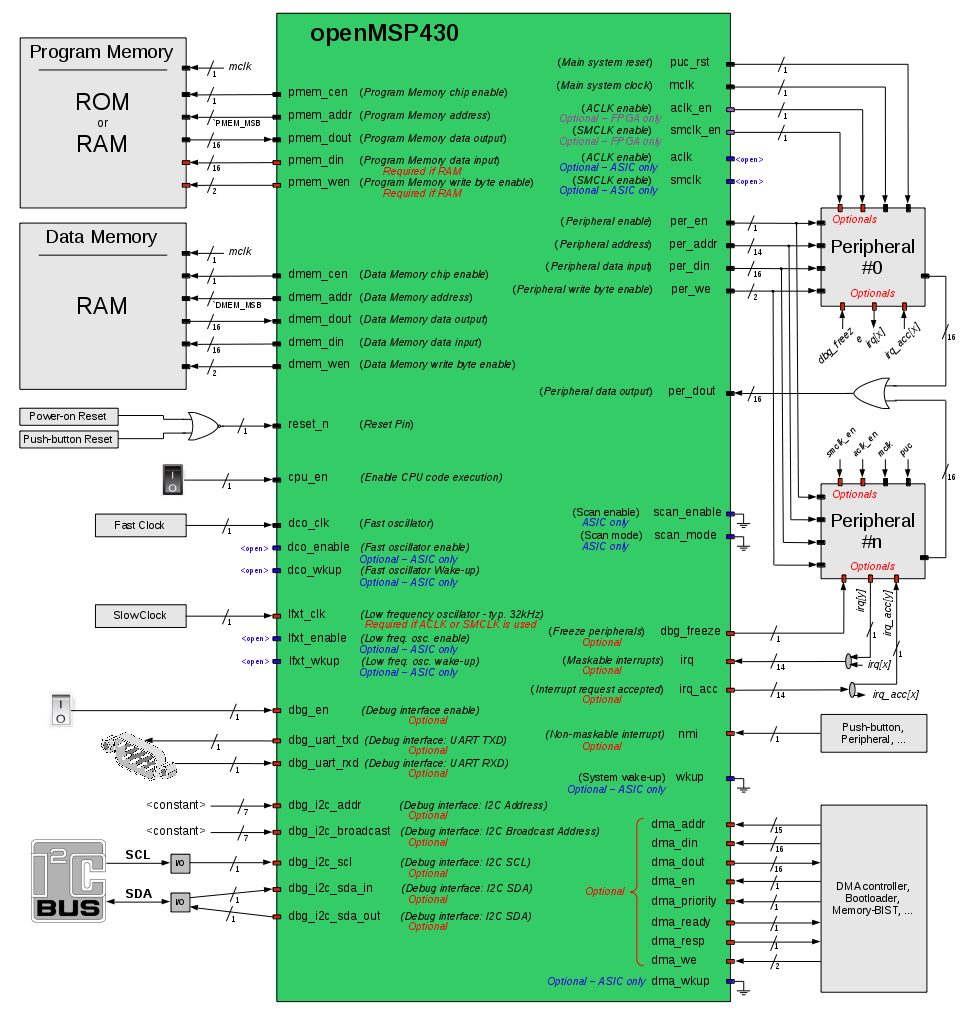 openMSP430
Program Memory
ROM
or
RAM
mclk
1
1
PMEM_MSB
16
16
2
pmem_cen (Program Memory chip enable)
pmem_addr (Program Memory address)
pmem_dout (Program Memory data output)
pmem_din (Program Memory data input)
Required if RAM
pmem_wen (Program Memory write byte enable)
Required if RAM
Data Memory
RAM
mclk
1
1
DMEM_MSB
16
16
2
dmem_cen (Data Memory chip enable)
dmem_addr (Data Memory address)
dmem_dout (Data Memory data output)
dmem_din (Data Memory data input)
dmem_wen (Data Memory write byte enable)
Power-on Reset
Push-button Reset
1
reset_n (Reset Pin)
I
O
1
cpu_en (Enable CPU code execution)
Fast Clock
1
dco_clk (Fast oscillator)
<open> dco_enable (Fast oscillator enable)
Optional – ASIC only
<open> dco_wkup (Fast oscillator Wake-up)
Optional – ASIC only
SlowClock
1
lfxt_clk (Low frequency oscillator - typ. 32kHz)
Required if ACLK or SMCLK is used
<open> lfxt_enable (Low freq. osc. enable)
Optional – ASIC only
<open> lfxt_wkup (Low freq. osc. wake-up)
Optional – ASIC only
I
O
1
dbg_en (Debug interface enable)
Optional
1
dbg_uart_txd (Debug interface: UART TXD)
Optional
1
dbg_uart_rxd (Debug interface: UART RXD)
Optional
<constant>
7
dbg_i2c_addr (Debug interface: I2C Address)
Optional
<constant>
7
dbg_i2c_broadcast (Debug interface: I2C Broadcast Address)
Optional
I2C
BUS
SCL
I/O
1
dbg_i2c_scl (Debug interface: I2C SCL)
Optional
SDA
I/O
1
dbg_i2c_sda_in (Debug interface: I2C SDA)
Optional
1
dbg_i2c_sda_out (Debug interface: I2C SDA)
Optional
(Main system reset) puc_rst
1
(Main system clock) mclk
1
(ACLK enable) aclk_en
Optional – FPGA only
1
(SMCLK enable) smclk_en
Optional – FPGA only
1
(ACLK enable) aclk <open>
Optional – ASIC only
(SMCLK enable) smclk <open>
Optional – ASIC only
(Peripheral enable) per_en
1
(Peripheral address) per_addr
14
(Peripheral data input) per_din
16
(Peripheral write byte enable) per_we
2
Optionals
Peripheral
#0
Optionals
dbg_freez
e
irq[x]
irq_acc[x]
16
(Peripheral data output) per_dout
16
16
smclk_en
aclk_en
mclk
puc
Optionals
Peripheral
#n
Optionals
irq[y]
irq_acc[y]
1
1
(Scan enable) scan_enable
ASIC only
(Scan mode) scan_mode
ASIC only
(Freeze peripherals) dbg_freeze
Optional
1
(Maskable interrupts) irq
Optional
14
irq[x]
(Interrupt request accepted) irq_acc
Optional
14
irq_acc[x]
(Non-maskable interrupt) nmi
Optional
1
Push-button,
Peripheral, ...
(System wake-up) wkup
Optional – ASIC only
Optional
dma_addr
15
dma_din
16
dma_dout
16
dma_en
1
dma_priority
1
dma_ready
1
dma_resp
1
dma_we
2
Optional – ASIC only dma_wkup
DMA controller,
Bootloader,
Memory-BIST, ...